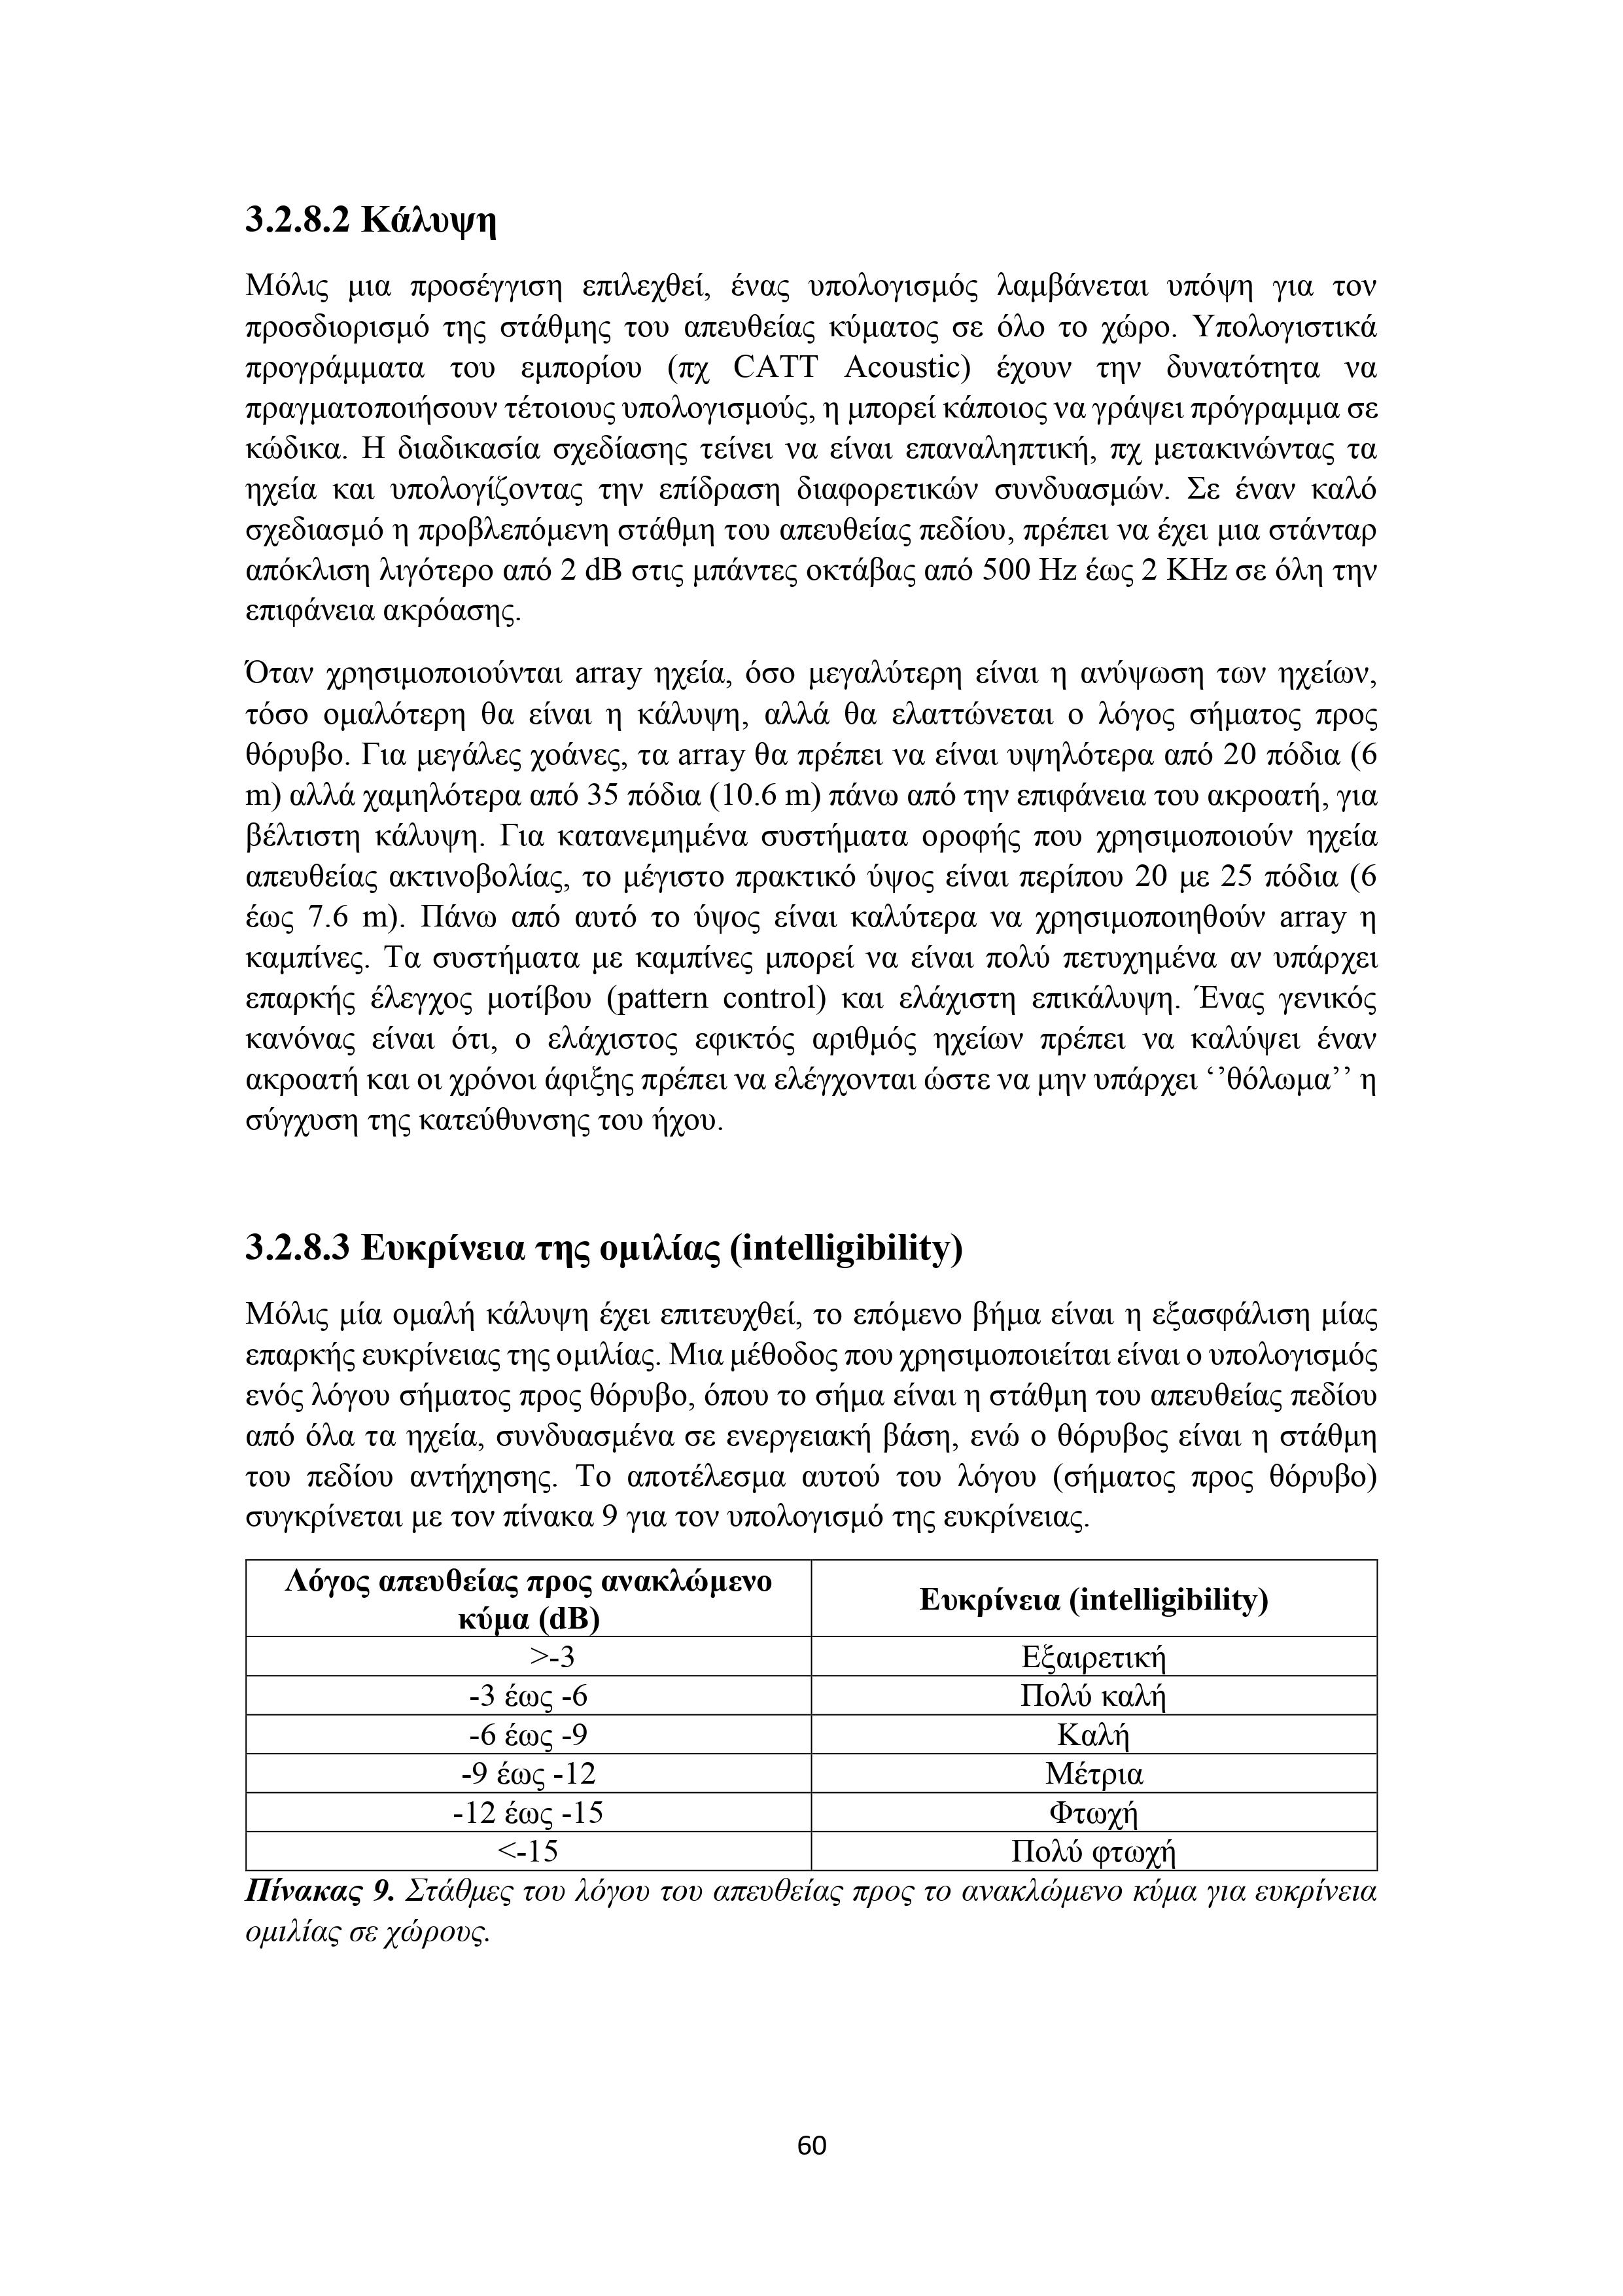 3.2.8.2 Κάλυψη
Μόλις μια προσέγγιση επιλεχθεί, ένας υπολογισμός λαμβάνεται υπόψη για τον
προσδιορισμό της στάθμης του απευθείας κύματος σε όλο το χώρο. Υπολογιστικά
προγράμματα του εμπορίου (πχ CATT Acoustic) έχουν την δυνατότητα να
πραγματοποιήσουν τέτοιους υπολογισμούς, η μπορεί κάποιος να γράψει πρόγραμμα σε
κώδικα. Η διαδικασία σχεδίασης τείνει να είναι επαναληπτική, πχ μετακινώντας τα
ηχεία και υπολογίζοντας την επίδραση διαφορετικών συνδυασμών. Σε έναν καλό
σχεδιασμό η προβλεπόμενη στάθμη του απευθείας πεδίου, πρέπει να έχει μια στάνταρ
απόκλιση λιγότερο από 2 dB στις μπάντες οκτάβας από 500 Hz έως 2 KHz σε όλη την
επιφάνεια ακρόασης.
Όταν χρησιμοποιούνται array ηχεία, όσο μεγαλύτερη είναι η ανύψωση των ηχείων,
τόσο ομαλότερη θα είναι η κάλυψη, αλλά θα ελαττώνεται ο λόγος σήματος προς
θόρυβο. Για μεγάλες χοάνες, τα array θα πρέπει να είναι υψηλότερα από 20 πόδια (6
m) αλλά χαμηλότερα από 35 πόδια (10.6 m) πάνω από την επιφάνεια του ακροατή, για
βέλτιστη κάλυψη. Για κατανεμημένα συστήματα οροφής που χρησιμοποιούν ηχεία
απευθείας ακτινοβολίας, το μέγιστο πρακτικό ύψος είναι περίπου 20 με 25 πόδια (6
έως 7.6 m). Πάνω από αυτό το ύψος είναι καλύτερα να χρησιμοποιηθούν array η
καμπίνες. Τα συστήματα με καμπίνες μπορεί να είναι πολύ πετυχημένα αν υπάρχει
επαρκής έλεγχος μοτίβου (pattern control) και ελάχιστη επικάλυψη. Ένας γενικός
κανόνας είναι ότι, ο ελάχιστος εφικτός αριθμός ηχείων πρέπει να καλύψει έναν
ακροατή και οι χρόνοι άφιξης πρέπει να ελέγχονται ώστε να μην υπάρχει ‘’θόλωμα’’ η
σύγχυση της κατεύθυνσης του ήχου.
3.2.8.3 Ευκρίνεια της ομιλίας (intelligibility)
Μόλις μία ομαλή κάλυψη έχει επιτευχθεί, το επόμενο βήμα είναι η εξασφάλιση μίας
επαρκής ευκρίνειας της ομιλίας. Μια μέθοδος που χρησιμοποιείται είναι ο υπολογισμός
ενός λόγου σήματος προς θόρυβο, όπου το σήμα είναι η στάθμη του απευθείας πεδίου
από όλα τα ηχεία, συνδυασμένα σε ενεργειακή βάση, ενώ ο θόρυβος είναι η στάθμη
του πεδίου αντήχησης. Το αποτέλεσμα αυτού του λόγου (σήματος προς θόρυβο)
συγκρίνεται με τον πίνακα 9 για τον υπολογισμό της ευκρίνειας.
Λόγος απευθείας προς ανακλώμενο
κύμα (dB)
Ευκρίνεια (intelligibility)
>-3 Εξαιρετική
-3 έως -6 Πολύ καλή
-6 έως -9 Καλή
-9 έως -12 Μέτρια
-12 έως -15 Φτωχή
<-15 Πολύ φτωχή
Πίνακας 9. Στάθμες του λόγου του απευθείας προς το ανακλώμενο κύμα για ευκρίνεια
ομιλίας σε χώρους.
60